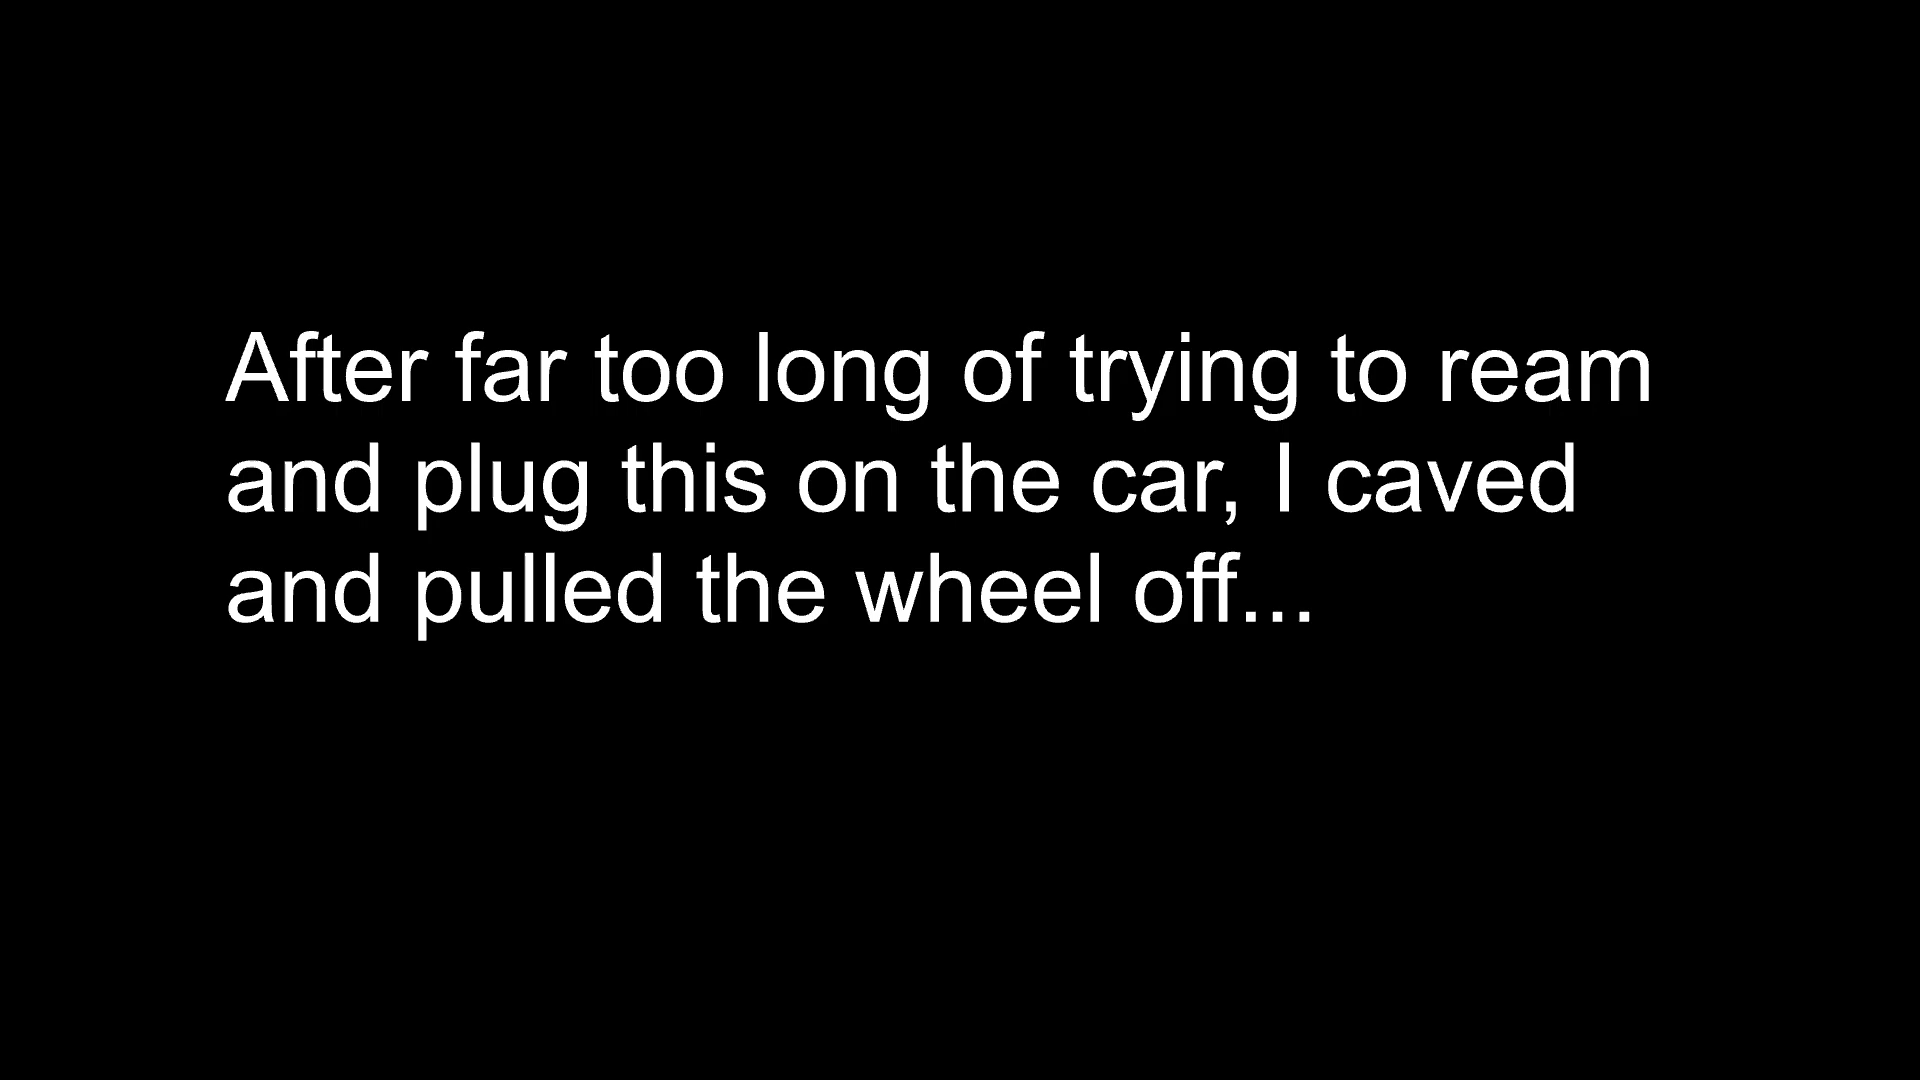 After far too long of trying to ream
and plug this on the car, I caved
and pulled the wheel off...